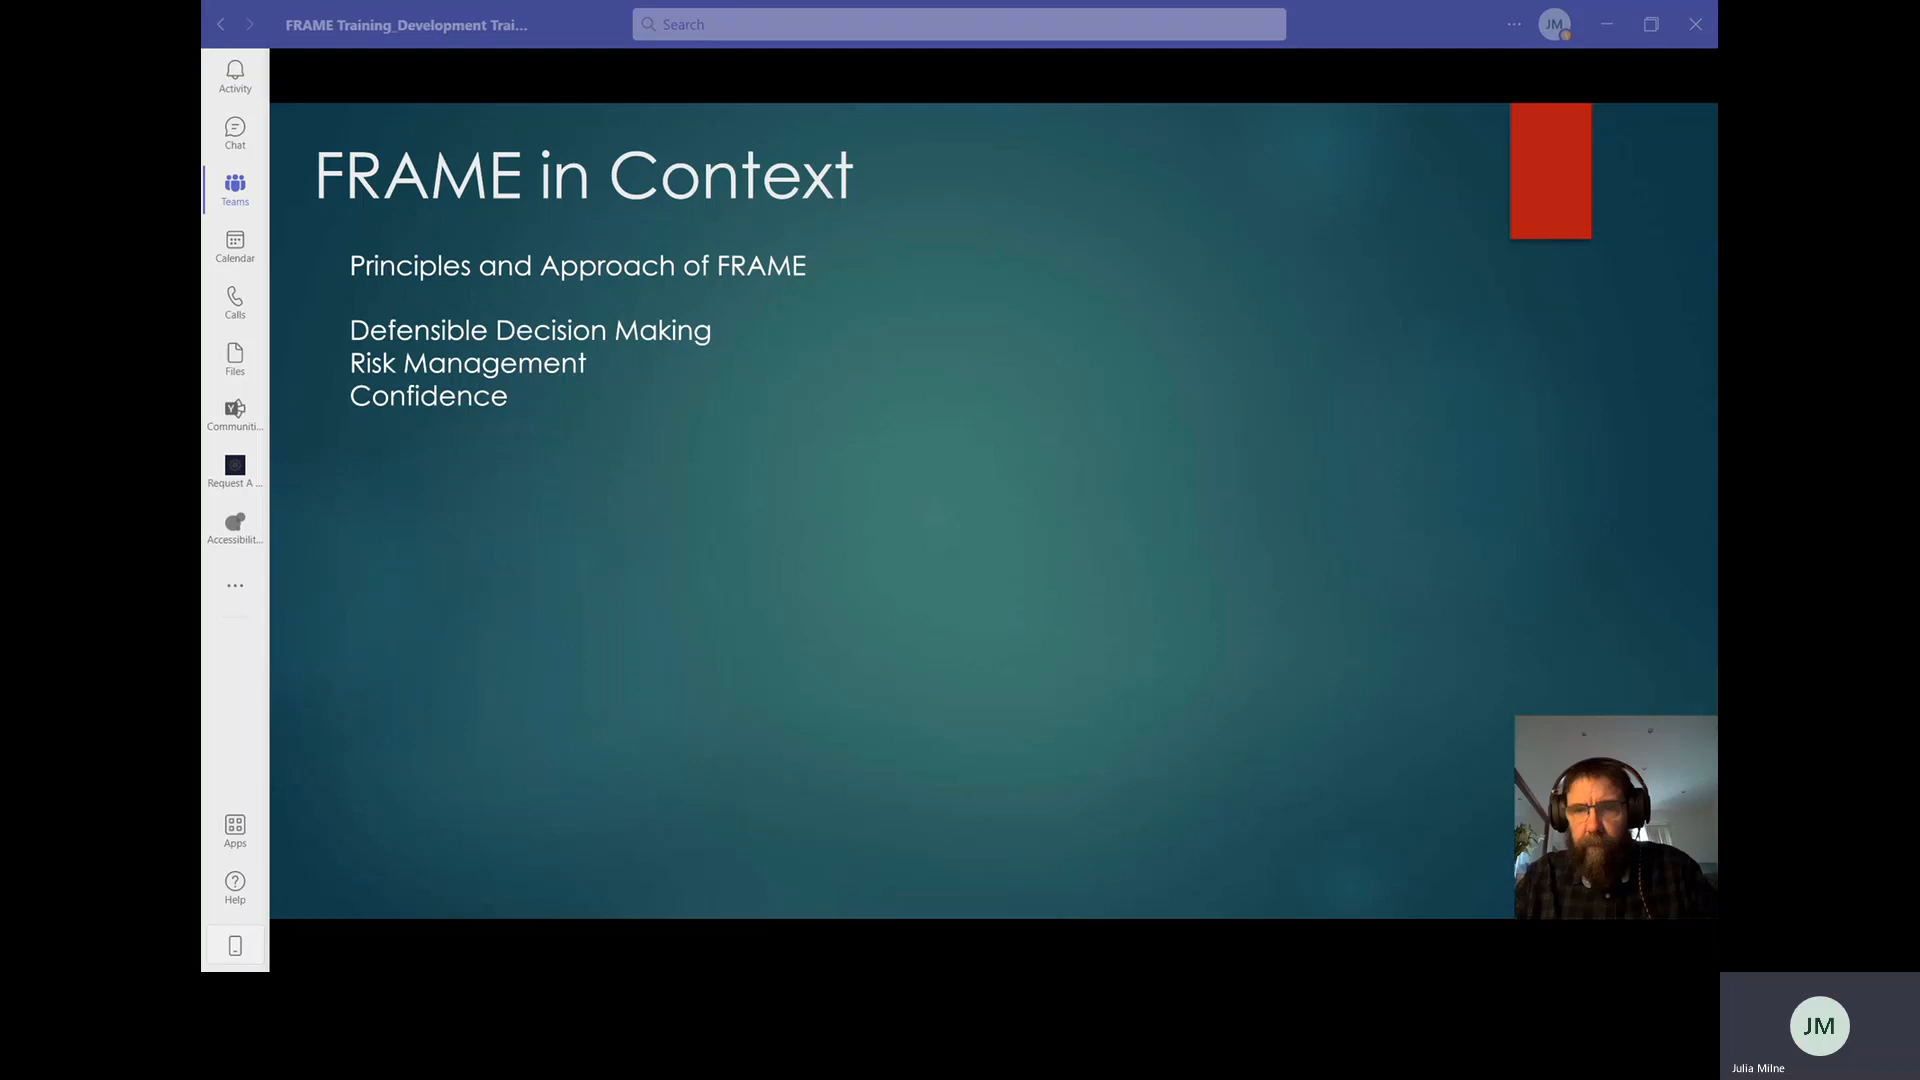 FRAME Training_Development Trai...
Search
JM
Activity
Chat
Teams
Calendar
Calls
Files
Communiti...
Request A ...
Accessibilit...
Apps
Help
FRAME in Context
Principles and Approach of FRAME
Defensible Decision Making
Risk Management
Confidence
JM
Julia Milne